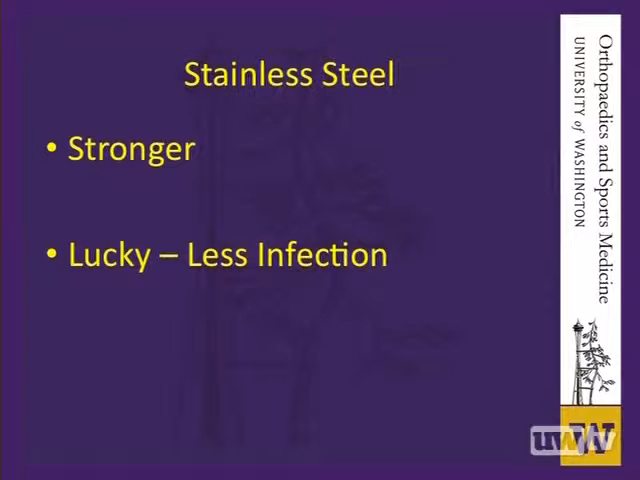 Stainless Steel
• Stronger
• Lucky – Less Infection
Orthopaedics and Sports Medicine
UNIVERSITY of WASHINGTON
W
uwtv